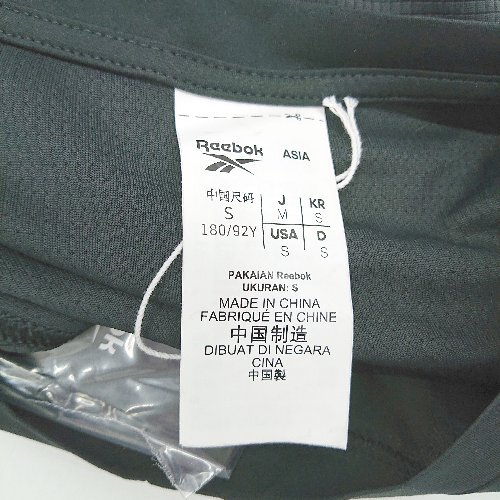 Reebok ASIA
中国尺码 J KR
S M S
180/92Y USA D
S S
PAKAIAN Reebok
UKURAN: S
MADE IN CHINA
FABRIQUÉ EN CHINE
中国制造
DIBUAT DI NEGARA
CINA
中国製